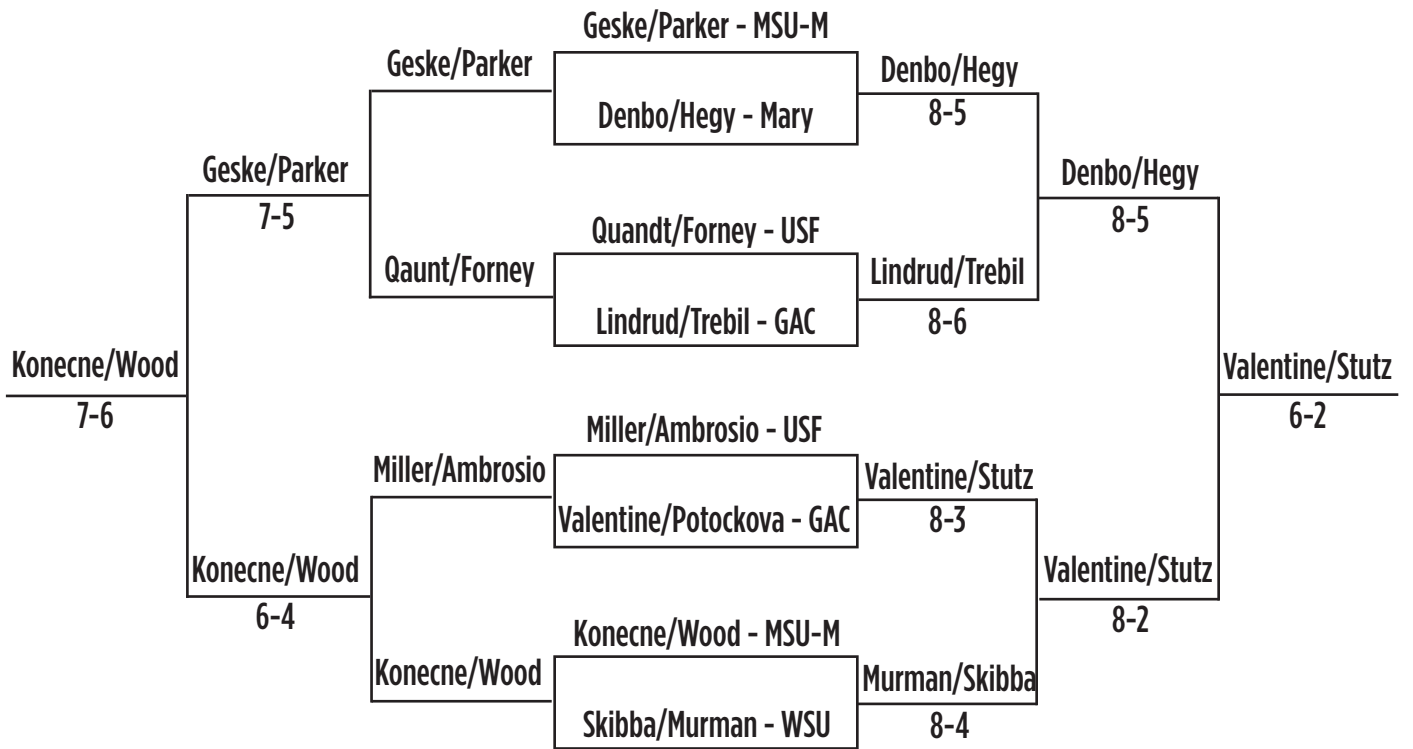 Geske/Parker - MSU-M
Geske/Parker
Denbo/Hegy
Denbo/Hegy - Mary
8-5
Geske/Parker
Denbo/Hegy
7-5
8-5
Quandt/Forney - USF
Qaunt/Forney
Lindrud/Trebil
Lindrud/Trebil - GAC
8-6
Konecne/Wood
Valentine/Stutz
7-6
6-2
Miller/Ambrosio - USF
Miller/Ambrosio
Valentine/Stutz
Valentine/Potockova - GAC
8-3
Konecne/Wood
Valentine/Stutz
6-4
8-2
Konecne/Wood - MSU-M
Konecne/Wood
Murman/Skibba
Skibba/Murman - WSU
8-4